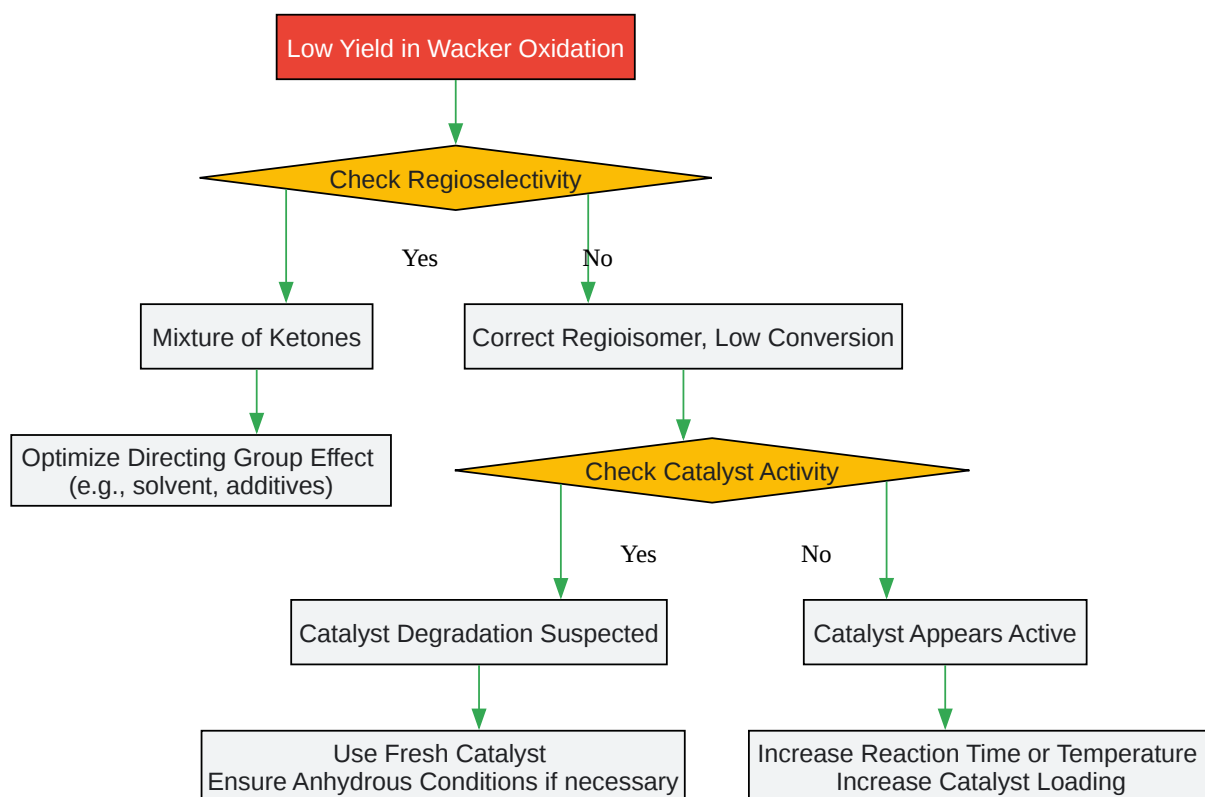 Low Yield in Wacker Oxidation
Check Regioselectivity
Yes
No
Mixture of Ketones
Correct Regioisomer, Low Conversion
Optimize Directing Group Effect
(e.g., solvent, additives)
Check Catalyst Activity
Yes
No
Catalyst Degradation Suspected
Catalyst Appears Active
Use Fresh Catalyst
Ensure Anhydrous Conditions if necessary
Increase Reaction Time or Temperature
Increase Catalyst Loading